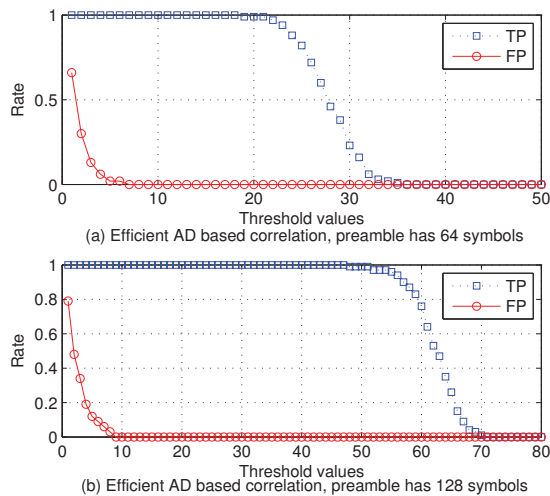 1
TP
FP
0.5
Rate
0
0 10 20 30 40 50
Threshold values
(a) Efficient AD based correlation, preamble has 64 symbols
1
TP
FP
0.8
0.6
Rate
0.4
0.2
0
0 10 20 30 40 50 60 70 80
Threshold values
(b) Efficient AD based correlation, preamble has 128 symbols